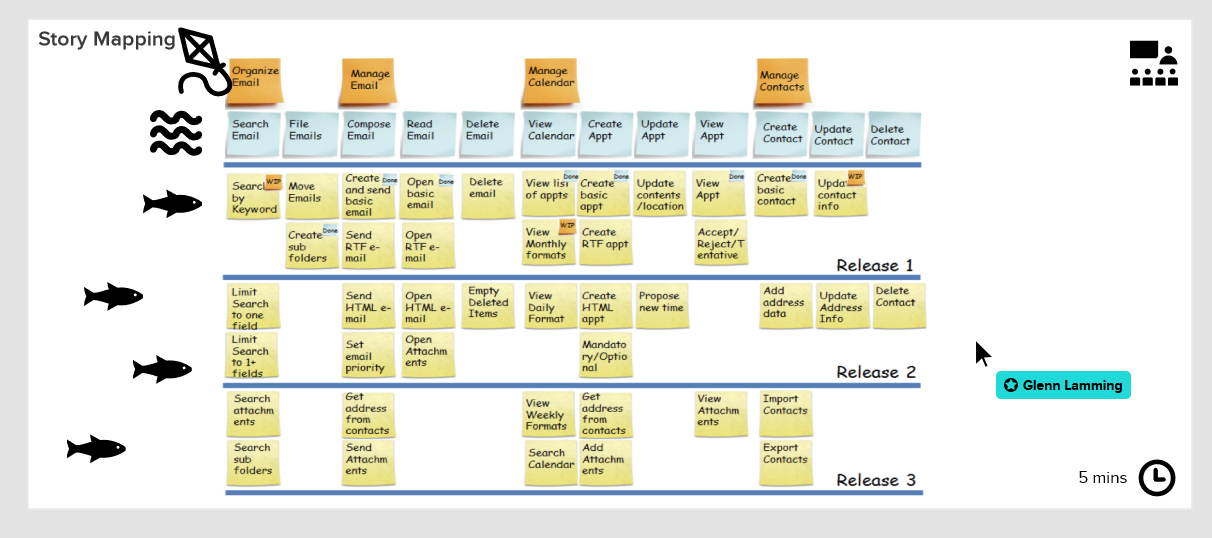 Story Mapping
Organize
Email
Manage
Email
Manage
Calendar
Manage
Contacts
Search
Email
File
Emails
Compose
Email
Read
Email
Delete
Email
View
Calendar
Create
Appt
Update
Appt
View
Appt
Create
Contact
Update
Contact
Delete
Contact
Search
by
Keyword
WIP
Move
Emails
Create
and send
basic
email
Done
Open
basic
email
Done
Delete
email
View list
of appts
Done
Create
basic
appt
Done
Update
contents
/location
View
Appt
Done
Create
basic
contact
Done
Update
contact
info
WIP
Create
sub
folders
Done
Send
RTF e-
mail
Open
RTF e-
mail
View
Monthly
formats
WIP
Create
RTF appt
Accept/
Reject/T
entative
Release 1
Limit
Search
to one
field
Send
HTML e-
mail
Open
HTML e-
mail
Empty
Deleted
Items
View
Daily
Format
Create
HTML
appt
Propose
new time
Add
address
data
Update
Address
Info
Delete
Contact
Limit
Search
to 1+
fields
Set
email
priority
Open
Attachm
ents
Mandato
ry/Optio
nal
Release 2
Glenn Lamming
Search
attachm
ents
Get
address
from
contacts
View
Weekly
Formats
Get
address
from
contacts
View
Attachm
ents
Import
Contacts
Search
sub
folders
Send
Attachm
ents
Search
Calendar
Add
Attachm
ents
Export
Contacts
Release 3
5 mins